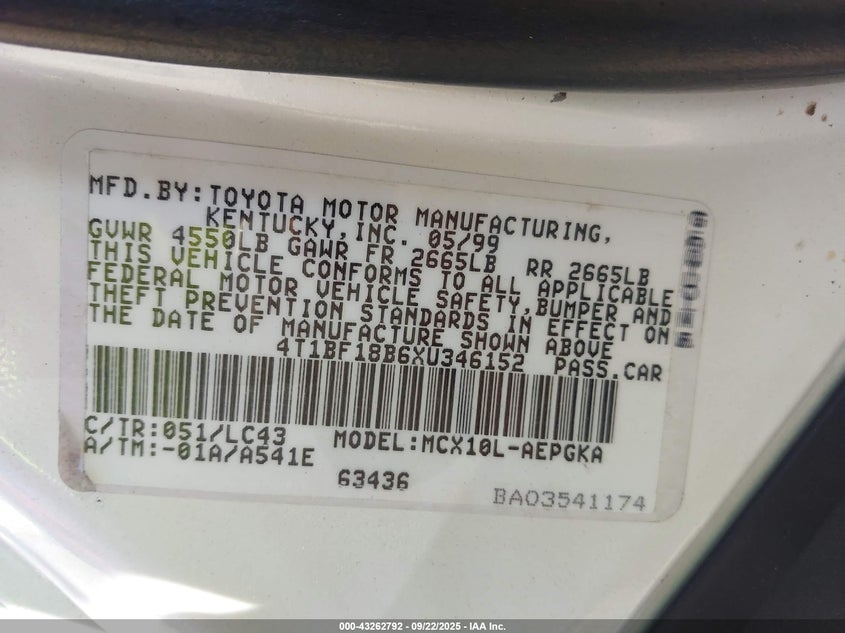 MFD.BY:TOYOTA MOTOR MANUFACTURING,
KENTUCKY,INC. 05/99
GVWR 4550LB GAWR FR 2665LB RR 2665LB
THIS VEHICLE CONFORMS TO ALL APPLICABLE
FEDERAL MOTOR VEHICLE SAFETY,BUMPER AND
THEFT PREVENTION STANDARDS IN EFFECT ON
THE DATE OF MANUFACTURE SHOWN ABOVE
4T1BF18B6XU346152 PASS.CAR
C/TR:051/LC43 MODEL:MCX10L-AEPGKA
A/TM:-01A/A541E
63436
BA03541174
000-43262792 - 09/22/2025 - IAA Inc.